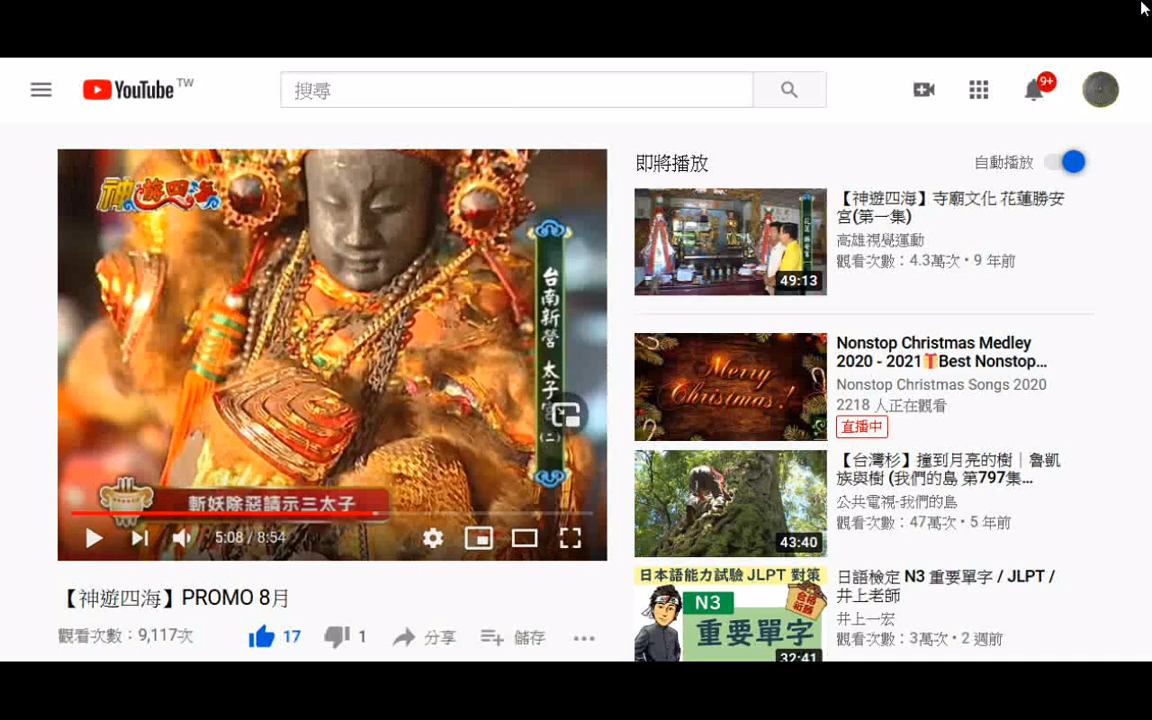 YouTube TW
搜尋
9+
神遊四海
台南新營 太子宮(二)
斬妖除惡請示三太子
5:08 / 8:54
【神遊四海】PROMO 8月
觀看次數：9,117次
17
1
分享
儲存
即將播放
自動播放
49:13
【神遊四海】寺廟文化 花蓮勝安
宮(第一集)
高雄視覺運動
觀看次數：4.3萬次 • 9 年前
Merry
Christmas!
Nonstop Christmas Medley
2020 - 2021🎁Best Nonstop...
Nonstop Christmas Songs 2020
2218 人正在觀看
直播中
43:40
【台灣杉】撞到月亮的樹｜魯凱
族與樹 (我們的島 第797集...
公共電視-我們的島
觀看次數：47萬次 • 5 年前
日本語能力試驗 JLPT 對策
N3
重要單字
32:41
日語檢定 N3 重要單字 / JLPT /
井上老師
井上一宏
觀看次數：3萬次 • 2 週前